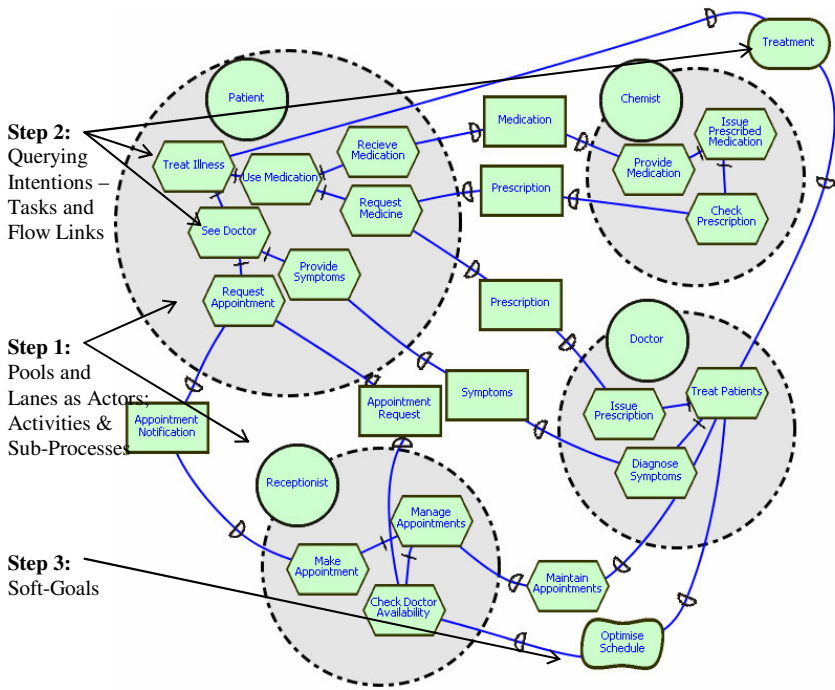 Treatment
Patient
Chemist
Medication
Issue
Prescribed
Medication
Step 2:
Querying
Intentions –
Tasks and
Flow Links
Treat Illness
Use Medication
Recieve
Medication
Provide
Medication
Request
Medicine
Prescription
Check
Prescription
See Doctor
Provide
Symptoms
Request
Appointment
Prescription
Step 1:
Pools and
Lanes as Actors;
Activities &
Sub-Processes
Doctor
Appointment
Notification
Appointment
Request
Symptoms
Issue
Prescription
Treat Patients
Diagnose
Symptoms
Receptionist
Manage
Appointments
Make
Appointment
Check Doctor
Availability
Maintain
Appointments
Step 3:
Soft-Goals
Optimise
Schedule